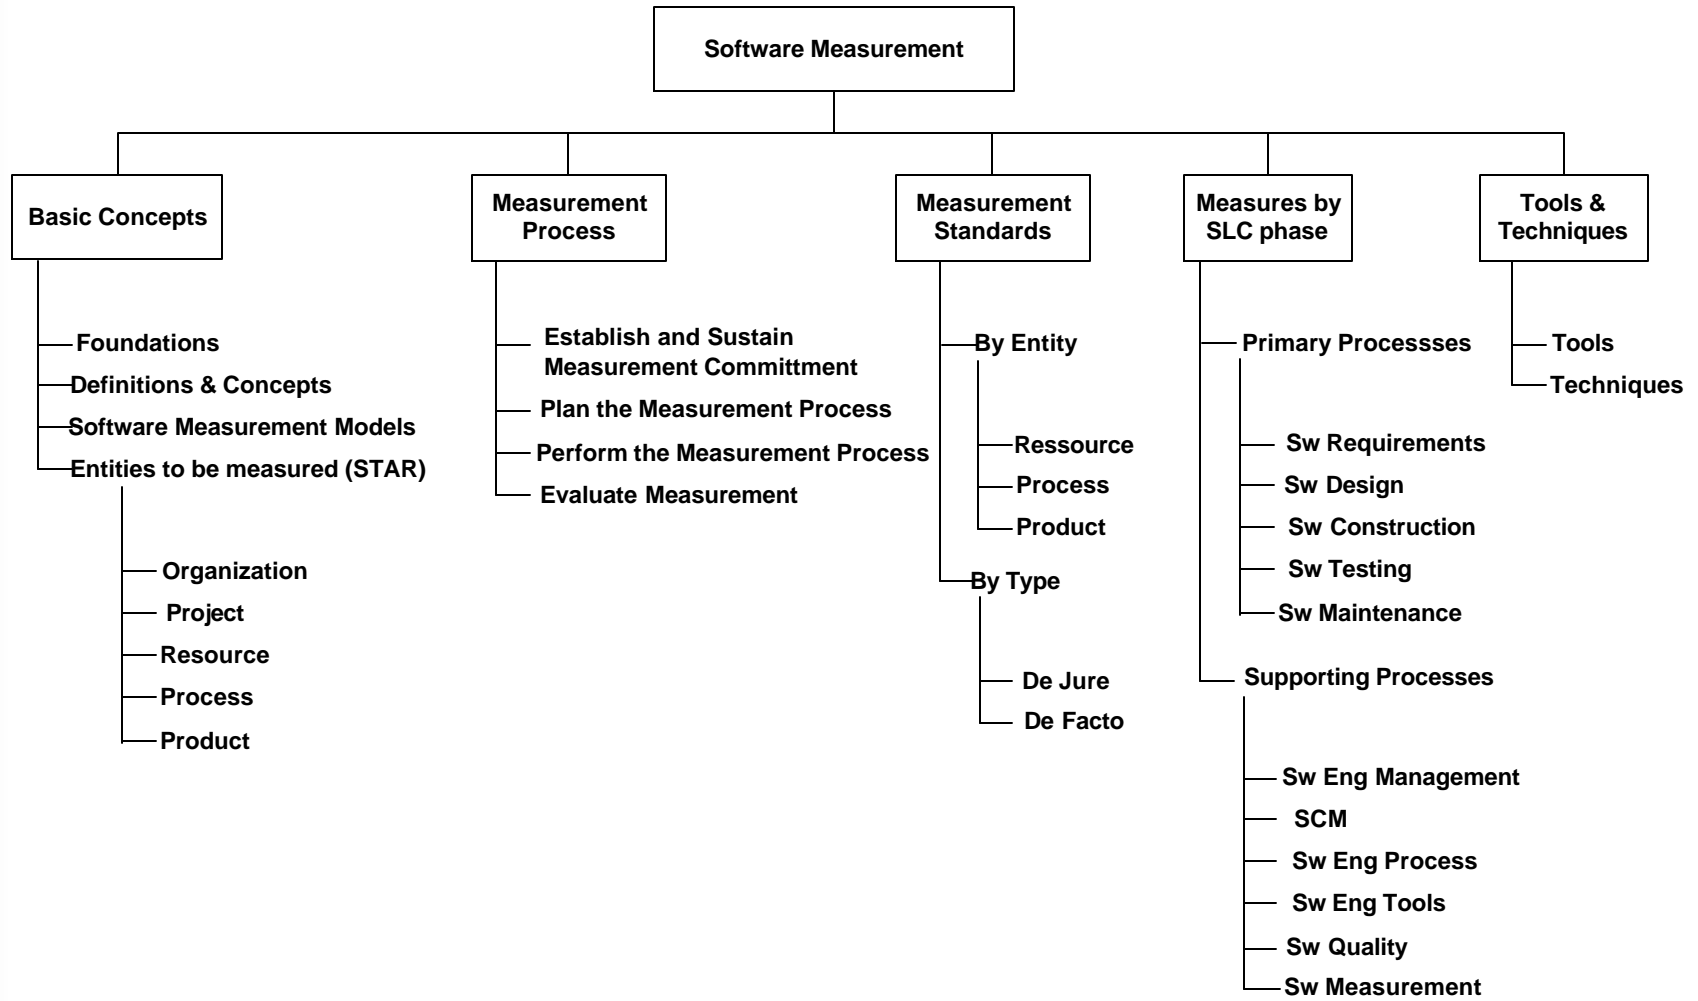 Software Measurement
Basic Concepts
Foundations
Definitions & Concepts
Software Measurement Models
Entities to be measured (STAR)
Organization
Project
Resource
Process
Product
Measurement
Process
Establish and Sustain
Measurement Committment
Plan the Measurement Process
Perform the Measurement Process
Evaluate Measurement
Measurement
Standards
By Entity
Ressource
Process
Product
By Type
De Jure
De Facto
Measures by
SLC phase
Primary Processses
Sw Requirements
Sw Design
Sw Construction
Sw Testing
Sw Maintenance
Supporting Processes
Sw Eng Management
SCM
Sw Eng Process
Sw Eng Tools
Sw Quality
Sw Measurement
Tools &
Techniques
Tools
Techniques